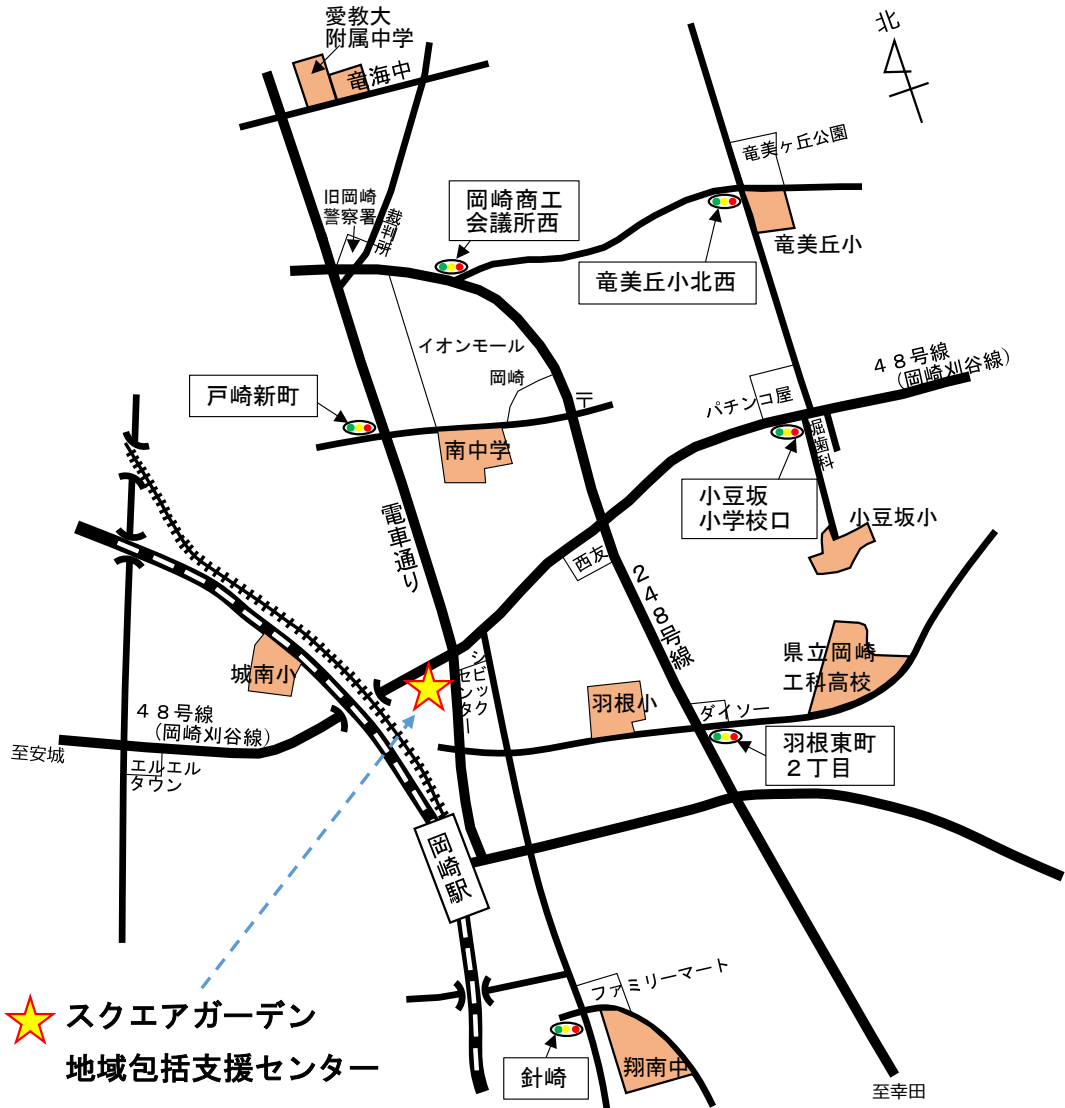 愛教大
附属中学
竜海中
北
竜美ヶ丘公園
旧岡崎
警察署
裁判所
岡崎商工
会議所西
竜美丘小
竜美丘小北西
イオンモール
岡崎
４８号線
（岡崎刈谷線）
戸崎新町
〒
パチンコ屋
堀歯科
南中学
小豆坂
小学校口
小豆坂小
電車通り
西友
２４８号線
県立岡崎
工科高校
城南小
シビック
センター
羽根小
ダイソー
４８号線
（岡崎刈谷線）
至安城
エルエル
タウン
羽根東町
２丁目
岡崎駅
ファミリーマート
スクエアガーデン
地域包括支援センター
針崎
翔南中
至幸田